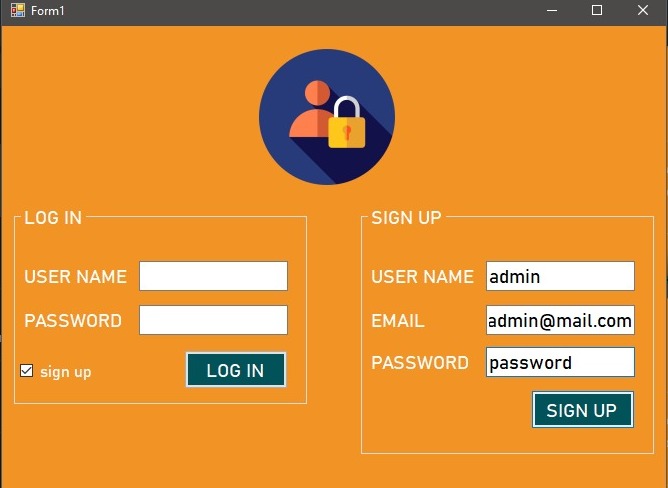 Form1
LOG IN
USER NAME
PASSWORD
sign up
LOG IN
SIGN UP
USER NAME admin
EMAIL admin@mail.com
PASSWORD password
SIGN UP